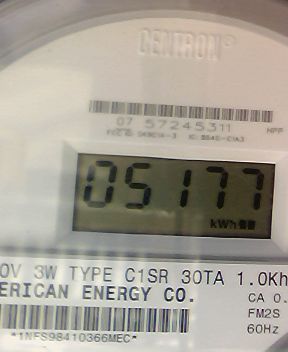 CENTRON®
07 57245311
HPP
05177
kWh
0V 3W TYPE C1SR 30TA 1.0Kh
ERICAN ENERGY CO.
CA 0.
FM2S
60Hz
*1NFS98410366MEC*